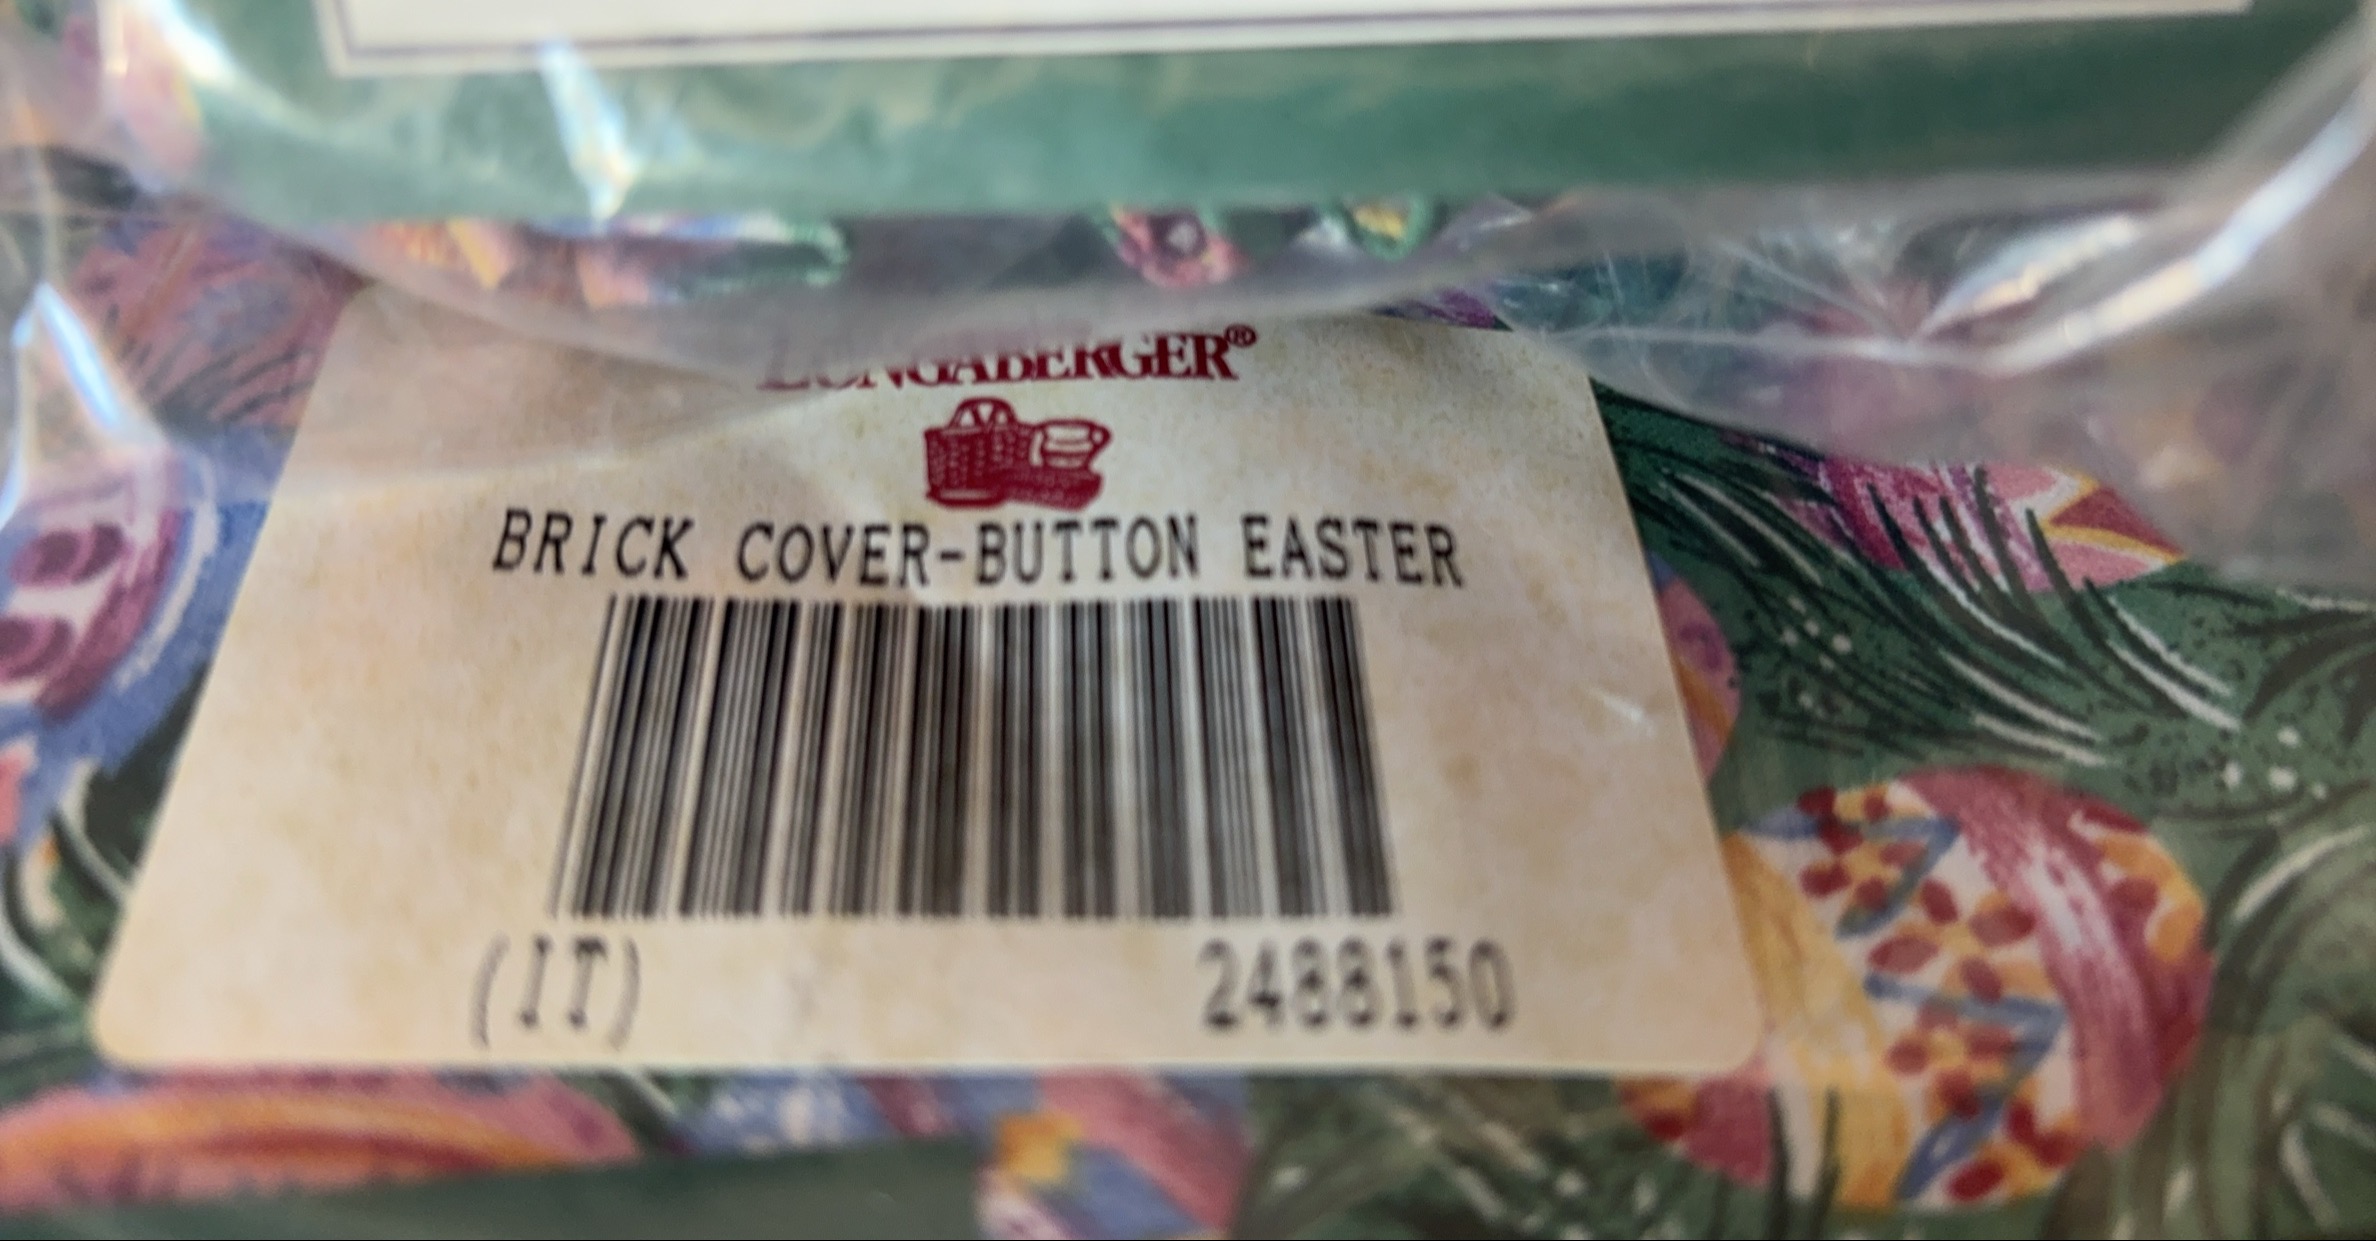 LONGABERGER®
BRICK COVER-BUTTON EASTER
(IT) 2488150